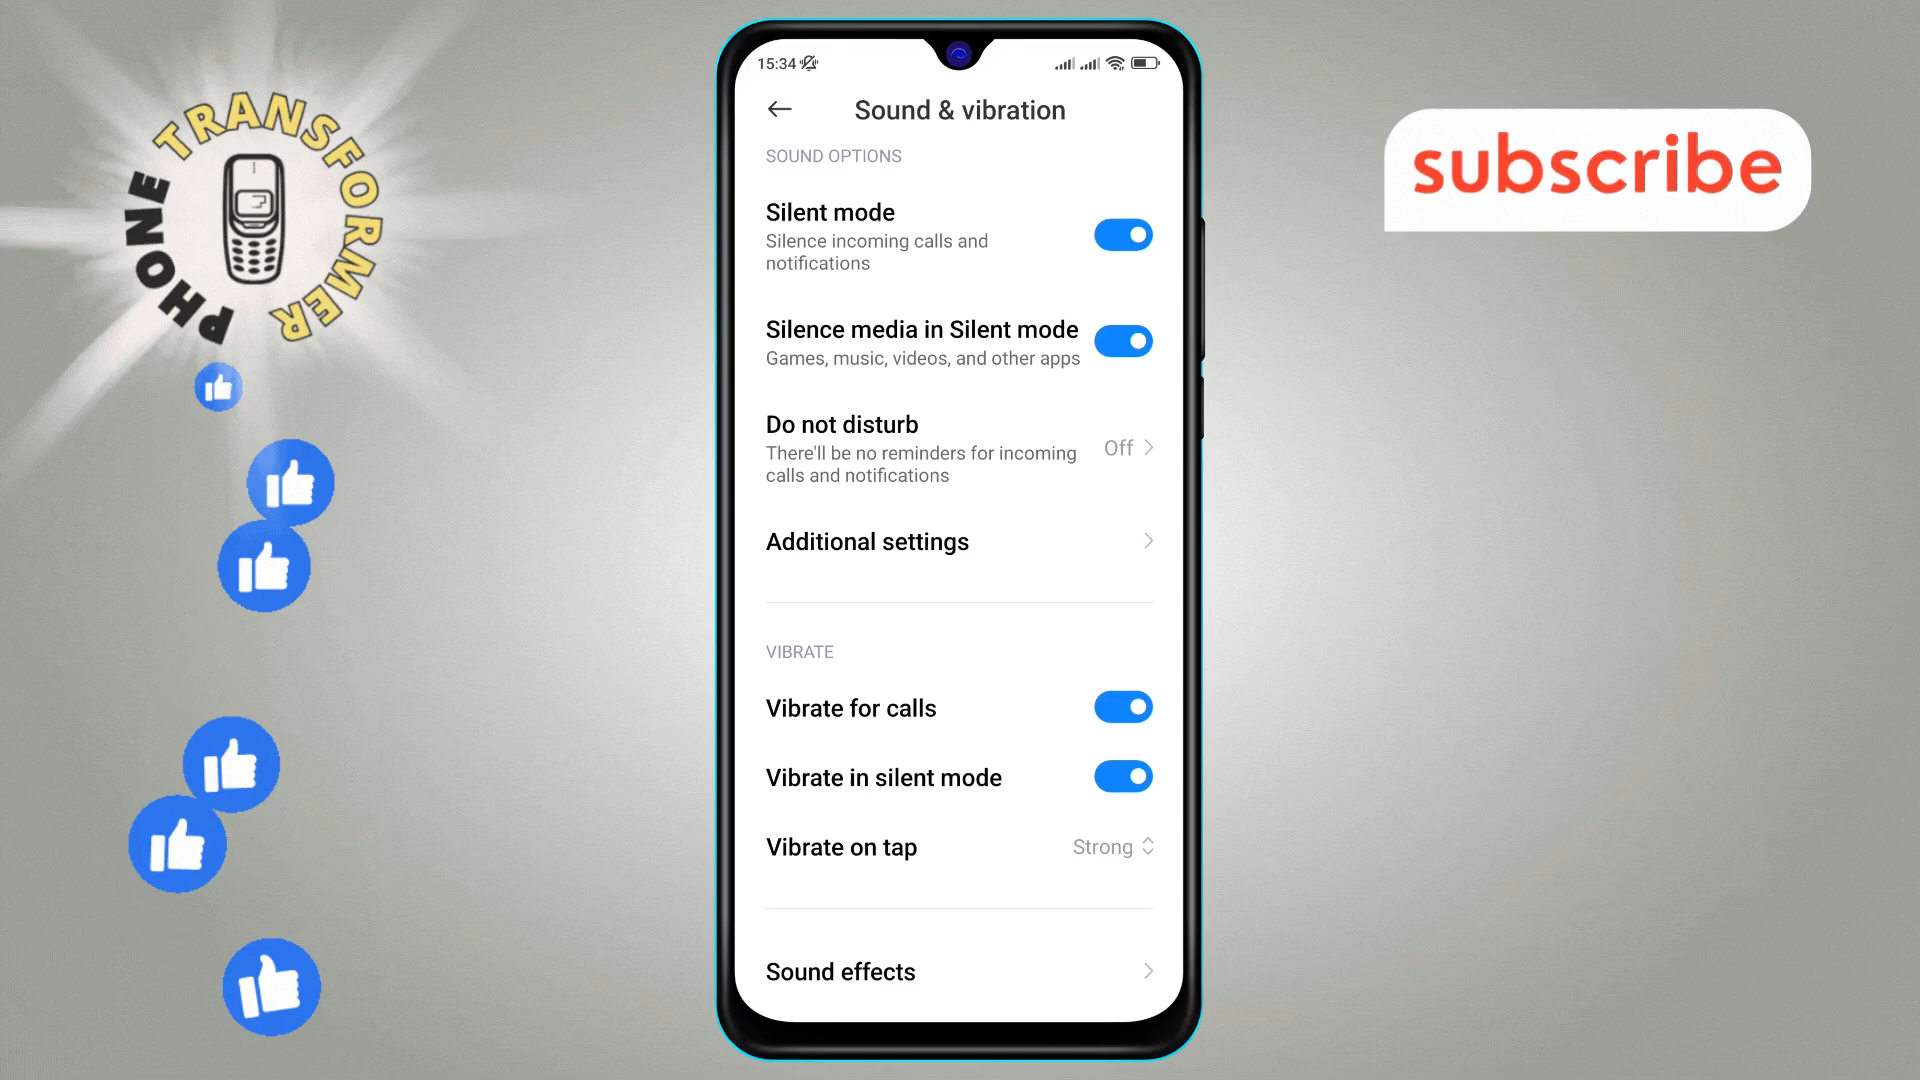 PHONE TRANSFORMER
subscribe
15:34
Sound & vibration
SOUND OPTIONS
Silent mode
Silence incoming calls and
notifications
Silence media in Silent mode
Games, music, videos, and other apps
Do not disturb
There'll be no reminders for incoming
calls and notifications
Off
Additional settings
VIBRATE
Vibrate for calls
Vibrate in silent mode
Vibrate on tap
Strong
Sound effects